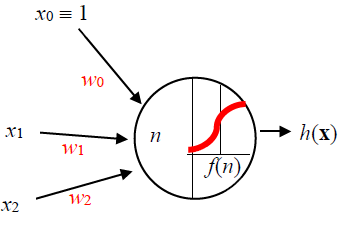 x₀ ≡ 1
w₀
x₁
w₁
n
h(x)
f(n)
x₂
w₂